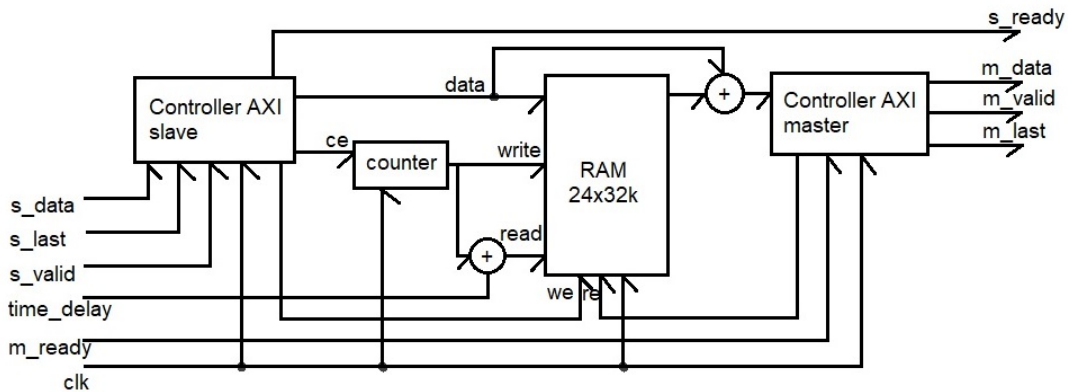 s_ready
m_data
m_valid
m_last
data
+
Controller AXI
slave
Controller AXI
master
ce
counter
write
RAM
24x32k
read
+
s_data
s_last
s_valid
time_delay
m_ready
clk
we
re